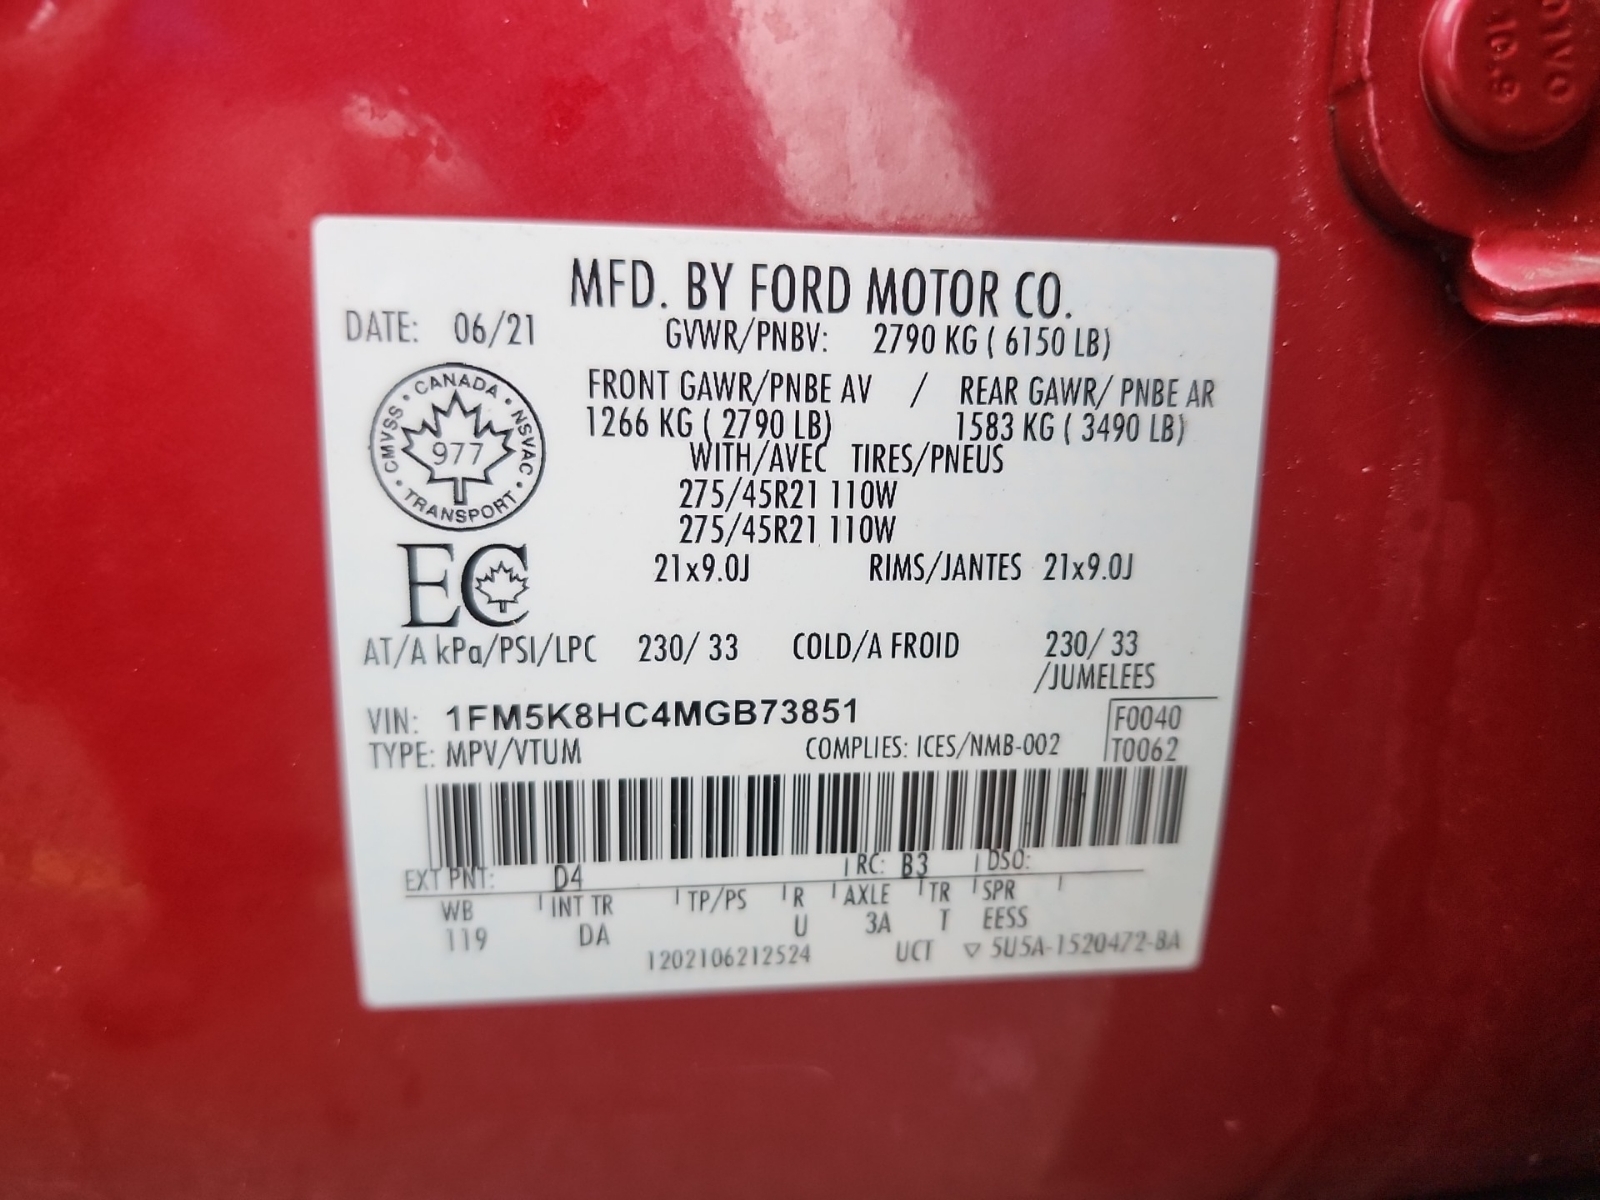 10.9
MFD. BY FORD MOTOR CO.
DATE: 06/21 GVWR/PNBV: 2790 KG ( 6150 LB)
FRONT GAWR/PNBE AV / REAR GAWR/ PNBE AR
1266 KG ( 2790 LB) 1583 KG ( 3490 LB)
WITH/AVEC TIRES/PNEUS
275/45R21 110W
275/45R21 110W
CANADA · NSVAC · TRANSPORT · CMVSS ·
977
EC
21x9.0J RIMS/JANTES 21x9.0J
AT/A kPa/PSI/LPC 230/ 33 COLD/A FROID 230/ 33
/JUMELEES
VIN: 1FM5K8HC4MGB73851 F0040
TYPE: MPV/VTUM COMPLIES: ICES/NMB-002 T0062
EXT PNT: D4 RC: B3 DSO:
WB INT TR TP/PS R AXLE TR SPR
119 DA U 3A T EESS
1202106212524 UCT ▽ 5U5A-1520472-BA